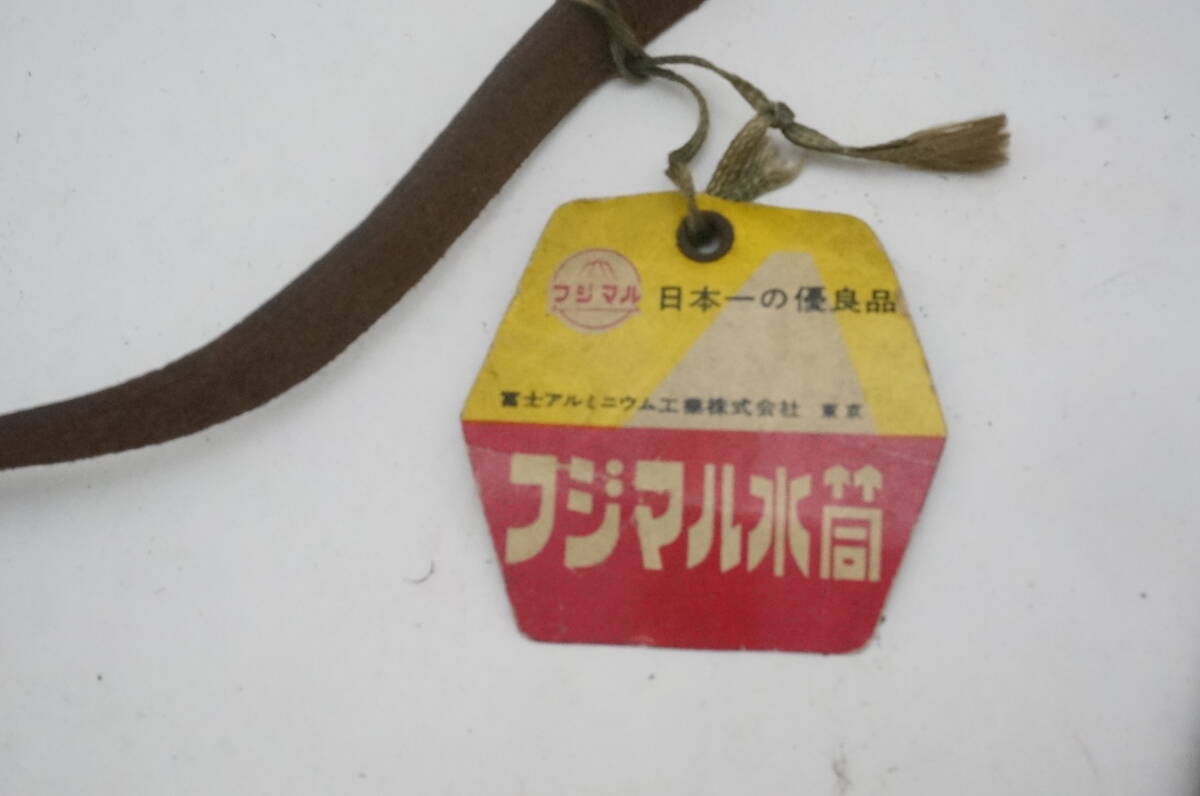 フジマル
日本一の優良品
冨士アルミニウム工業株式会社 東京
フジマル水筒